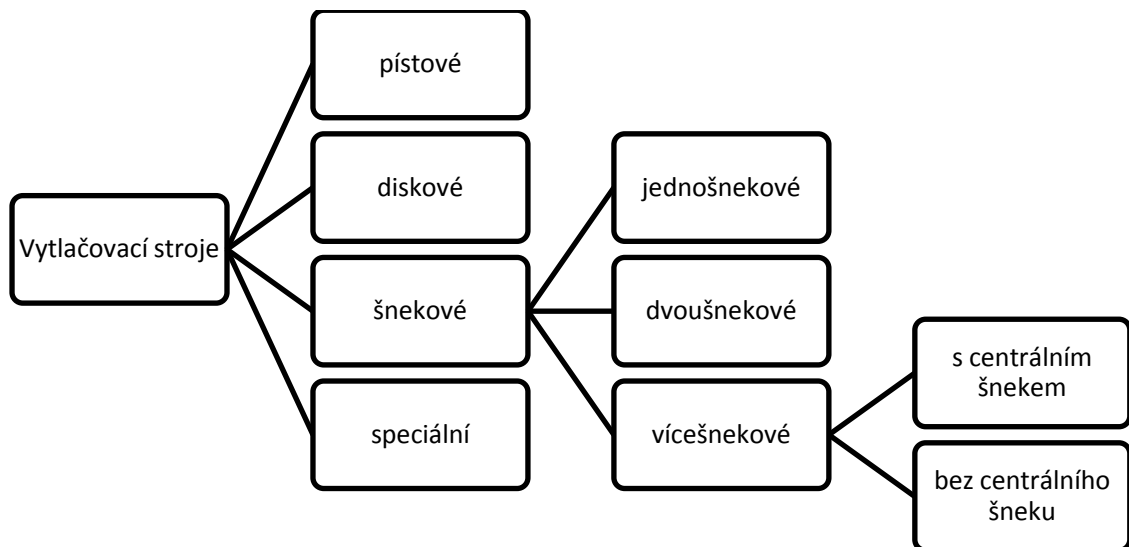 pístové
diskové
jednošnekové
Vytlačovací stroje
šnekové
dvoušnekové
s centrálním
šnekem
speciální
vícešnekové
bez centrálního
šneku